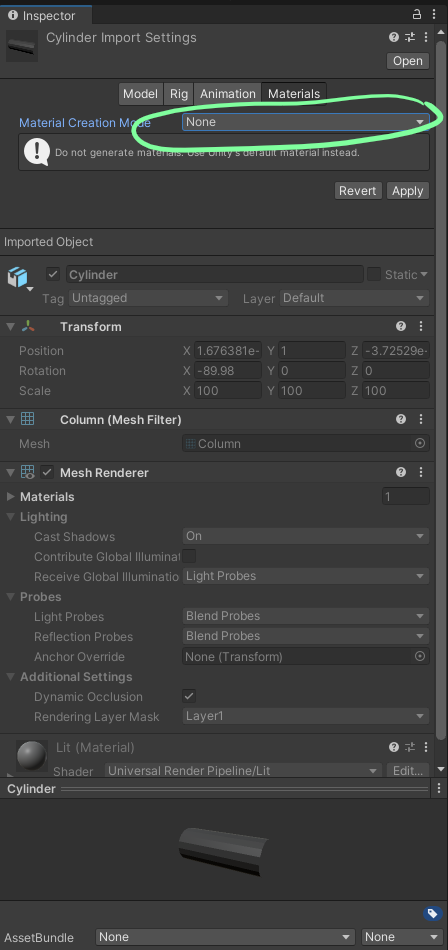 Inspector
Cylinder Import Settings
Open
Model Rig Animation Materials
Material Creation Mode None
Do not generate materials. Use Unity's default material instead.
Revert Apply
Imported Object
Cylinder Static
Tag Untagged Layer Default
Transform
Position X 1.676381e- Y 1 Z -3.72529e-
Rotation X -89.98 Y 0 Z 0
Scale X 100 Y 100 Z 100
Column (Mesh Filter)
Mesh Column
Mesh Renderer
Materials 1
Lighting
Cast Shadows On
Contribute Global Illuminat
Receive Global Illuminatio Light Probes
Probes
Light Probes Blend Probes
Reflection Probes Blend Probes
Anchor Override None (Transform)
Additional Settings
Dynamic Occlusion
Rendering Layer Mask Layer1
Lit (Material)
Shader Universal Render Pipeline/Lit Edit...
Cylinder
AssetBundle None None